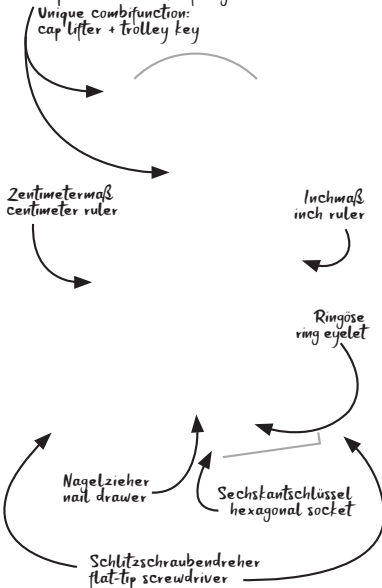 Unique combifunction:
cap lifter + trolley key
Zentimetermaß
centimeter ruler
Inchmaß
inch ruler
Ringöse
ring eyelet
Nagelzieher
nail drawer
Sechskantschlüssel
hexagonal socket
Schlitzschraubendreher
flat-tip screwdriver